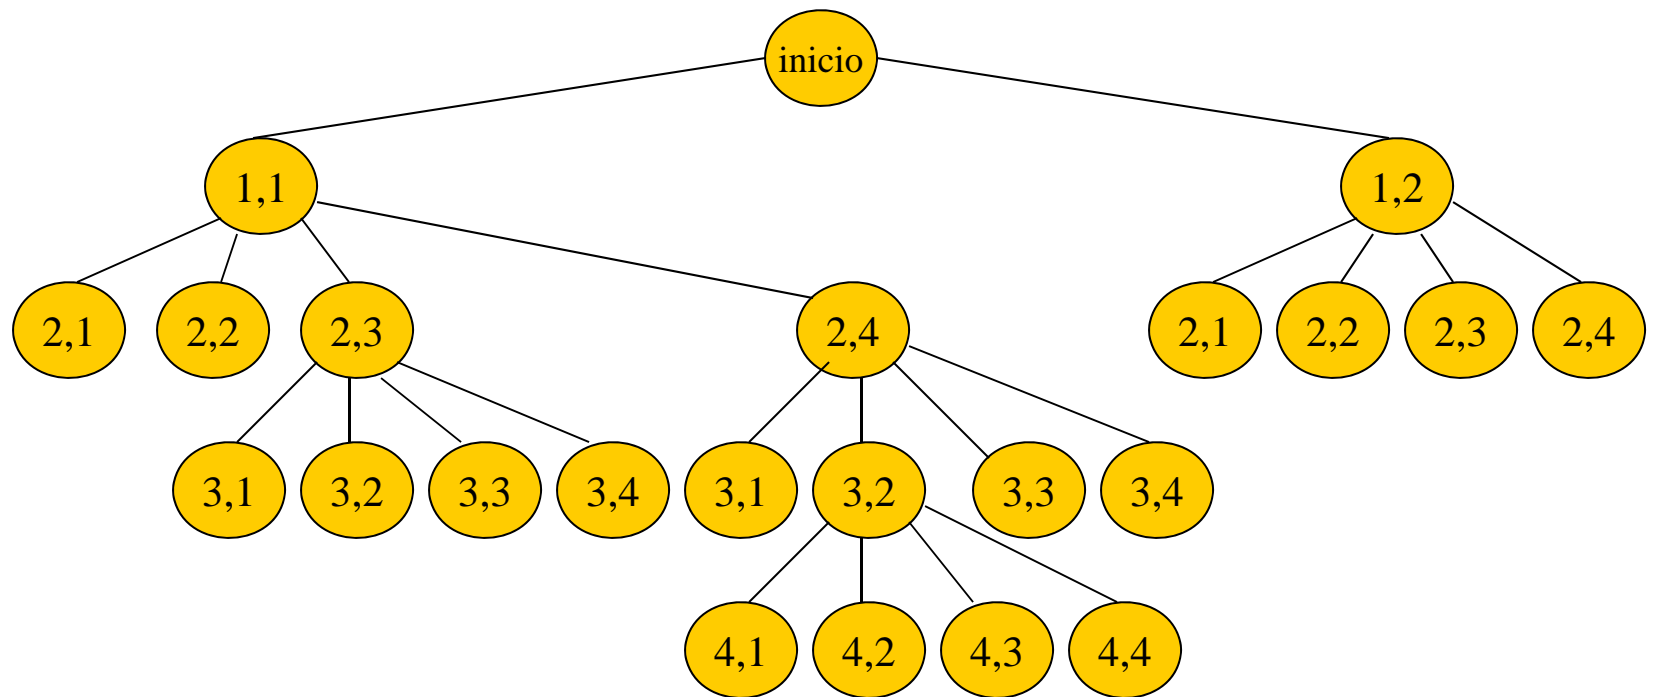 inicio
1,1 1,2
2,1 2,2 2,3 2,4 2,1 2,2 2,3 2,4
3,1 3,2 3,3 3,4 3,1 3,2 3,3 3,4
4,1 4,2 4,3 4,4